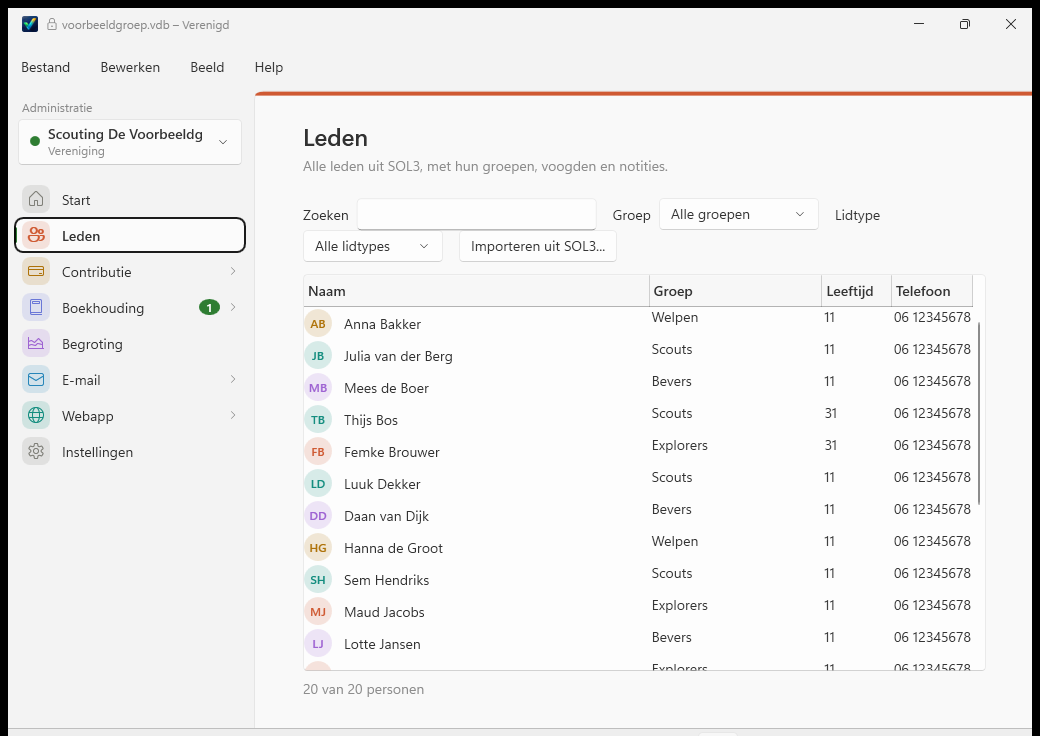 voorbeeldgroep.vdb – Verenigd
Bestand Bewerken Beeld Help
Administratie
Scouting De Voorbeeldg
Vereniging
Start
Leden
Contributie
Boekhouding 1
Begroting
E-mail
Webapp
Instellingen
Leden
Alle leden uit SOL3, met hun groepen, voogden en notities.
Zoeken Groep Alle groepen Lidtype
Alle lidtypes Importeren uit SOL3...
Naam Groep Leeftijd Telefoon
AB Anna Bakker Welpen 11 06 12345678
JB Julia van der Berg Scouts 11 06 12345678
MB Mees de Boer Bevers 11 06 12345678
TB Thijs Bos Scouts 31 06 12345678
FB Femke Brouwer Explorers 31 06 12345678
LD Luuk Dekker Scouts 11 06 12345678
DD Daan van Dijk Bevers 11 06 12345678
HG Hanna de Groot Welpen 11 06 12345678
SH Sem Hendriks Scouts 11 06 12345678
MJ Maud Jacobs Explorers 11 06 12345678
LJ Lotte Jansen Bevers 11 06 12345678
Explorers 11 06 12345678
20 van 20 personen